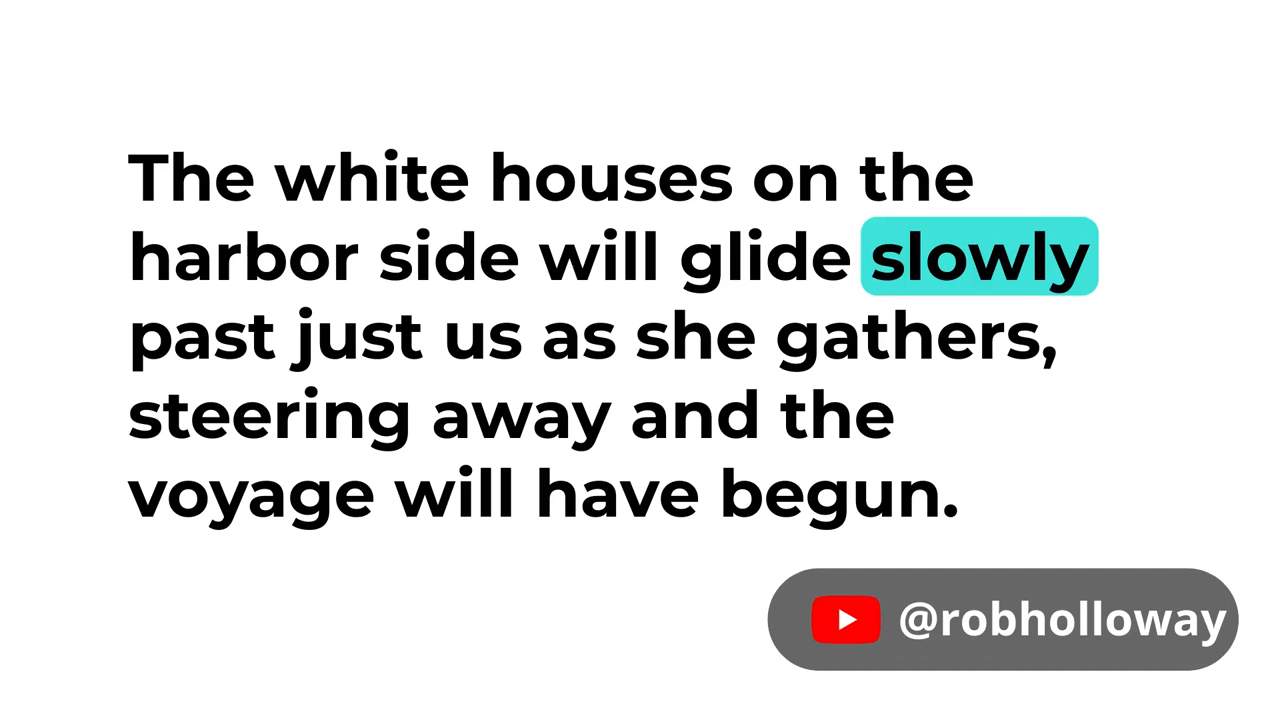 The white houses on the
harbor side will glide slowly
past just us as she gathers,
steering away and the
voyage will have begun.
@robholloway